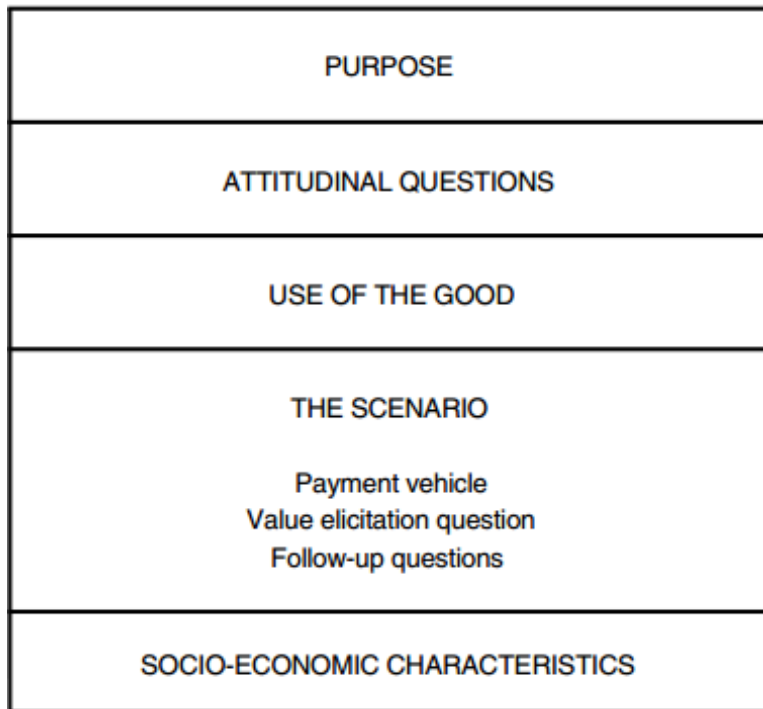 PURPOSE
ATTITUDINAL QUESTIONS
USE OF THE GOOD
THE SCENARIO
Payment vehicle
Value elicitation question
Follow-up questions
SOCIO-ECONOMIC CHARACTERISTICS